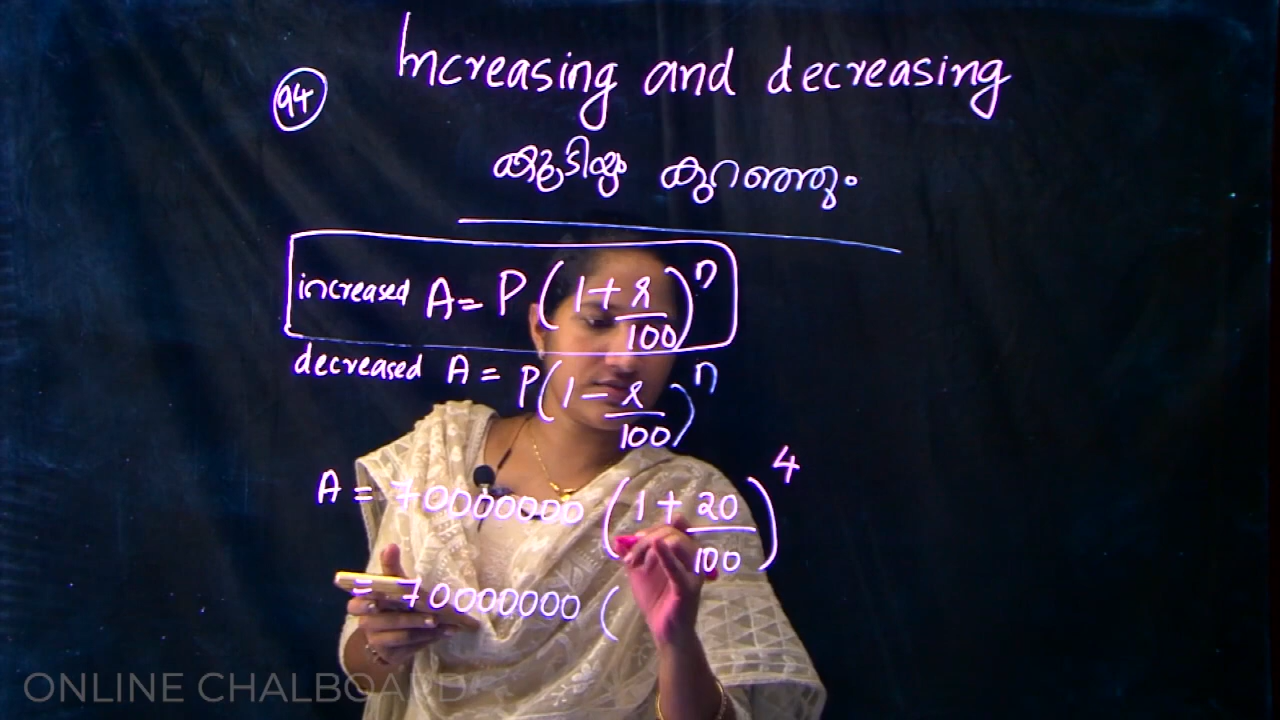 Increasing and decreasing
94
കൂടിയും കുറഞ്ഞും
increased A = P (1 + r/100)^n
decreased A = P(1 - r/100)^n
A = 70000000 (1 + 20/100)^4
= 70000000 (
ONLINE CHALBOARD